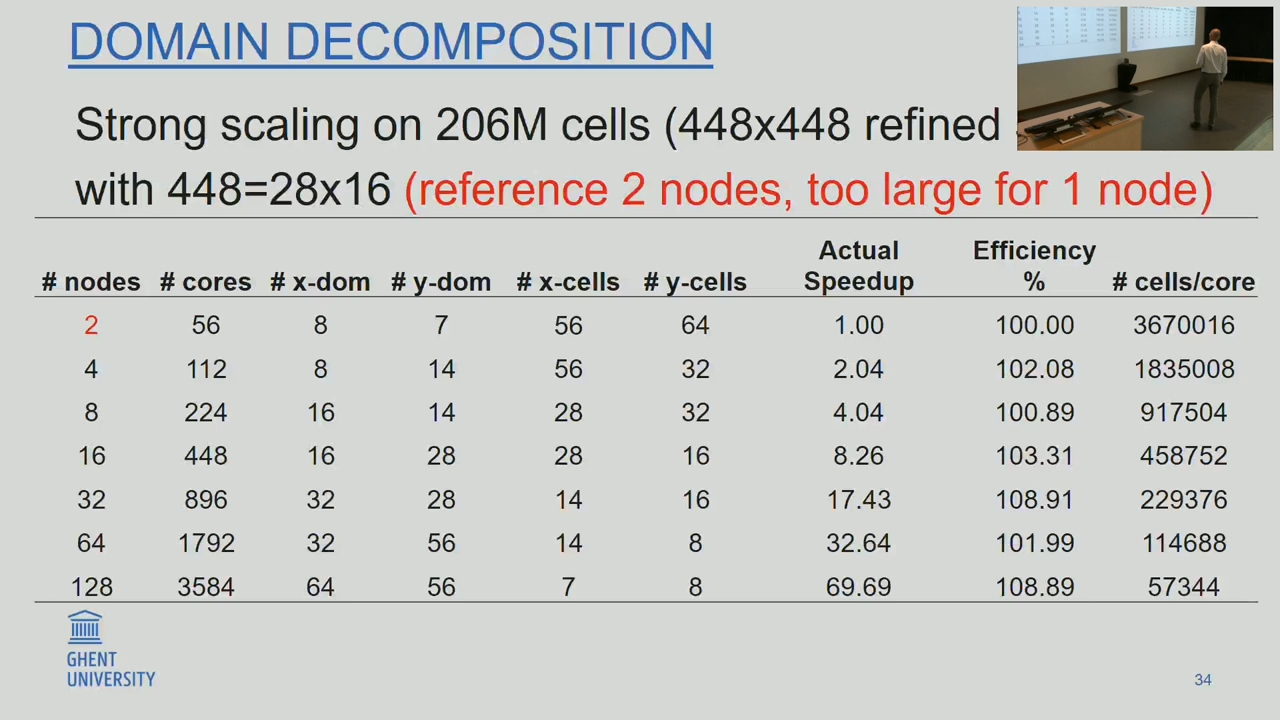 DOMAIN DECOMPOSITION
Strong scaling on 206M cells (448x448 refined
with 448=28x16 (reference 2 nodes, too large for 1 node)
# nodes # cores # x-dom # y-dom # x-cells # y-cells Actual Speedup Efficiency % # cells/core
2 56 8 7 56 64 1.00 100.00 3670016
4 112 8 14 56 32 2.04 102.08 1835008
8 224 16 14 28 32 4.04 100.89 917504
16 448 16 28 28 16 8.26 103.31 458752
32 896 32 28 14 16 17.43 108.91 229376
64 1792 32 56 14 8 32.64 101.99 114688
128 3584 64 56 7 8 69.69 108.89 57344
GHENT
UNIVERSITY
34